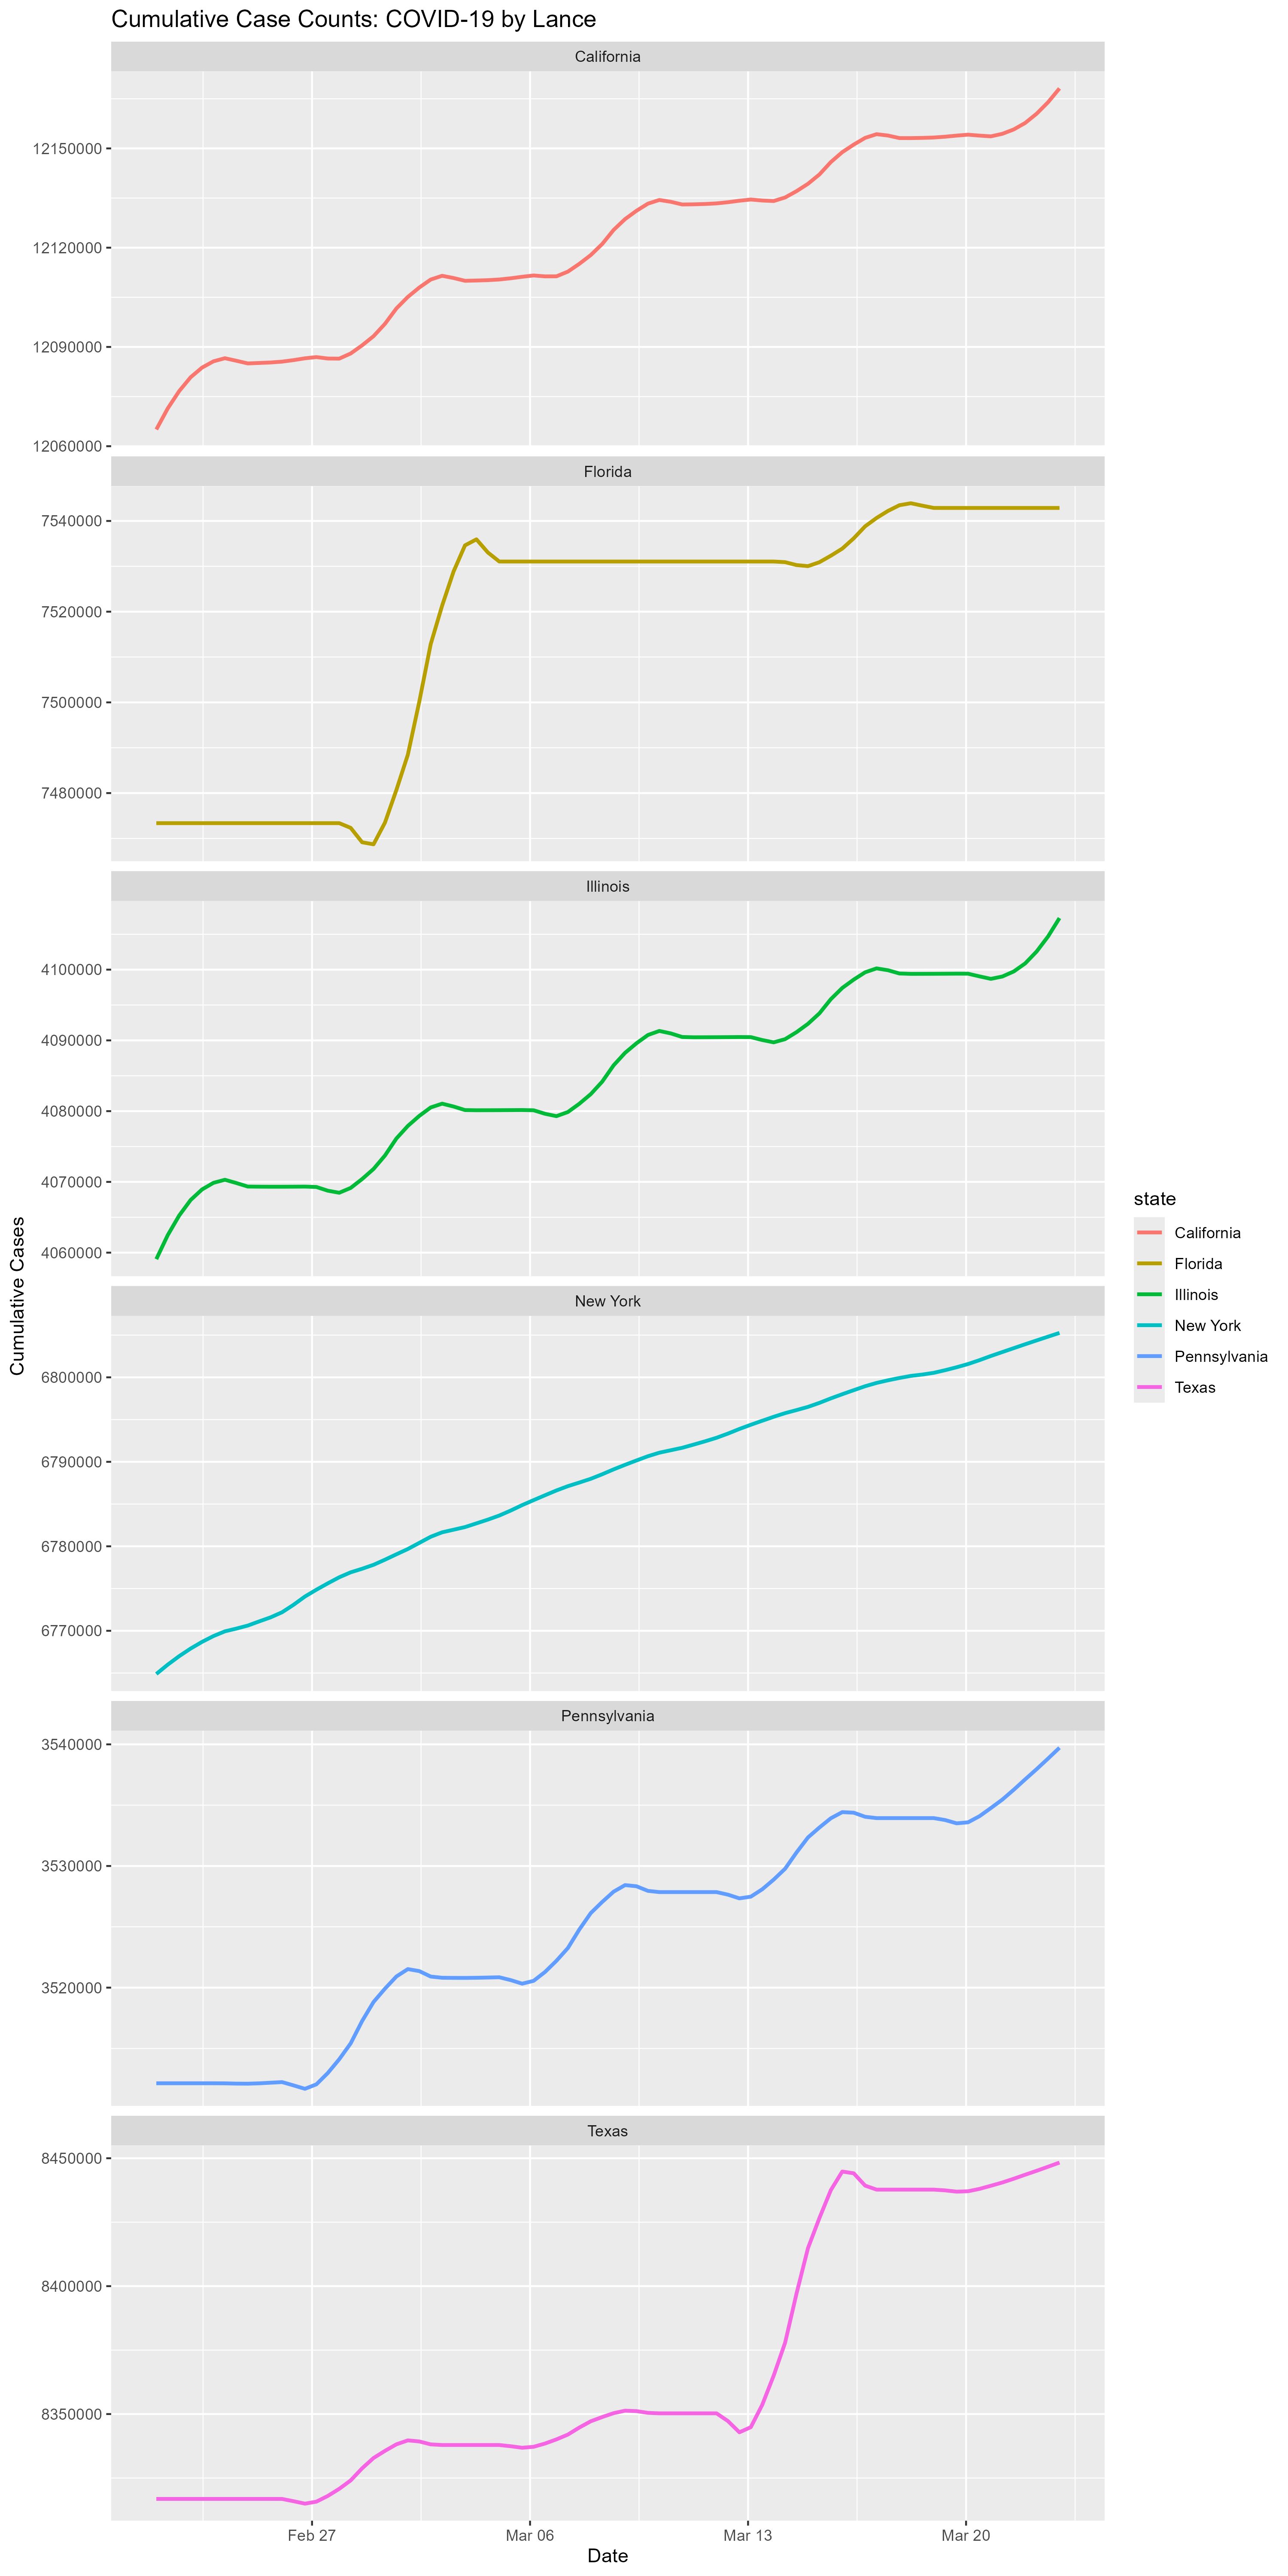 Cumulative Case Counts: COVID-19 by Lance
California
12150000
12120000
12090000
12060000
Florida
7540000
7520000
7500000
7480000
Illinois
4100000
4090000
4080000
4070000
4060000
New York
6800000
6790000
6780000
6770000
Pennsylvania
3540000
3530000
3520000
Texas
8450000
8400000
8350000
Feb 27
Mar 06
Mar 13
Mar 20
Date
Cumulative Cases
state
California
Florida
Illinois
New York
Pennsylvania
Texas